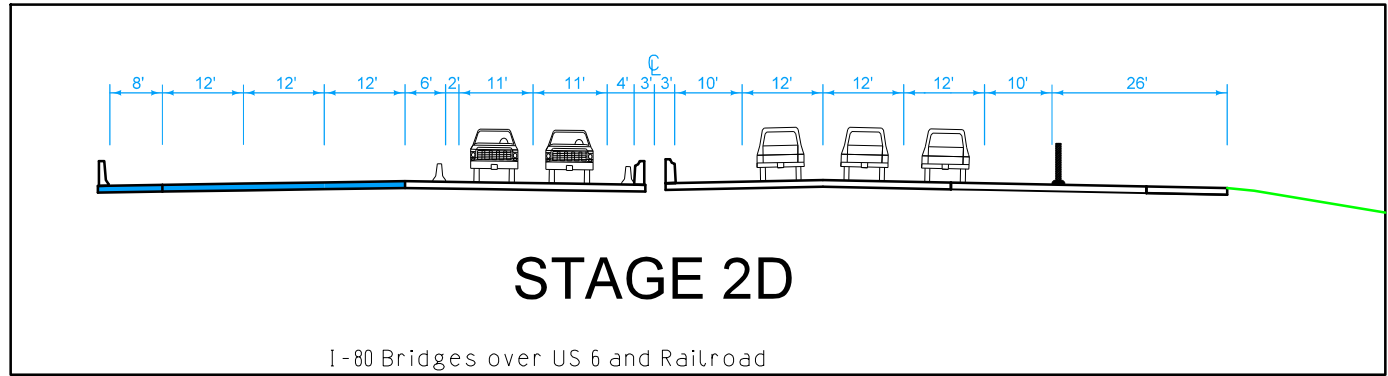 ℄
8' 12' 12' 12' 6' 2' 11' 11' 4' 3' 3' 10' 12' 12' 12' 10' 26'
STAGE 2D
I-80 Bridges over US 6 and Railroad